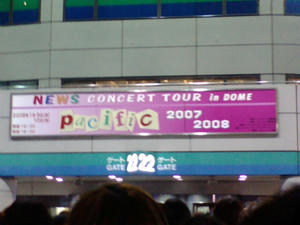 NEWS CONCERT TOUR in DOME
pacific 2007
2008
ゲート 22 ゲート
GATE GATE